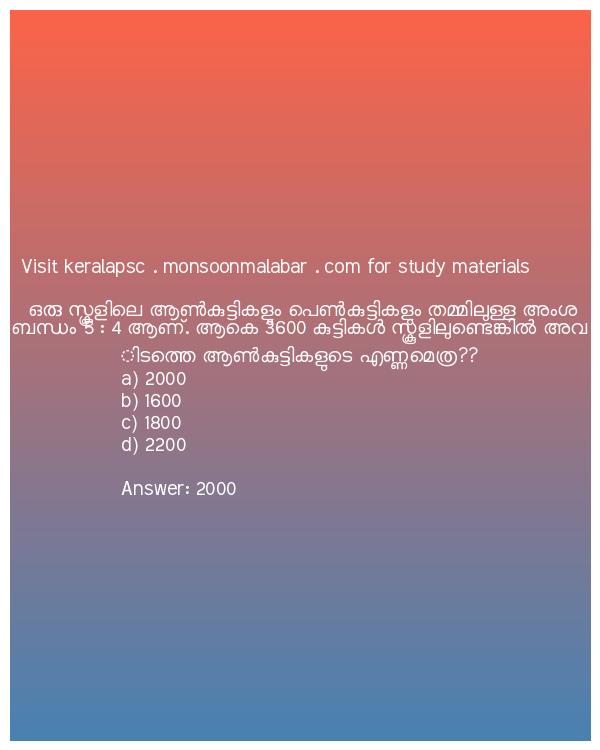 Visit keralapsc . monsoonmalabar . com for study materials
ഒരു സ്കൂളിലെ ആൺകുട്ടികളും പെൺകുട്ടികളും തമ്മിലുള്ള അംശ
ബന്ധം 5 : 4 ആണ്. ആകെ 3600 കുട്ടികൾ സ്കൂളിലുണ്ടെങ്കിൽ അവ
ിടത്തെ ആൺകുട്ടികളുടെ എണ്ണമെത്ര??
a) 2000
b) 1600
c) 1800
d) 2200
Answer: 2000